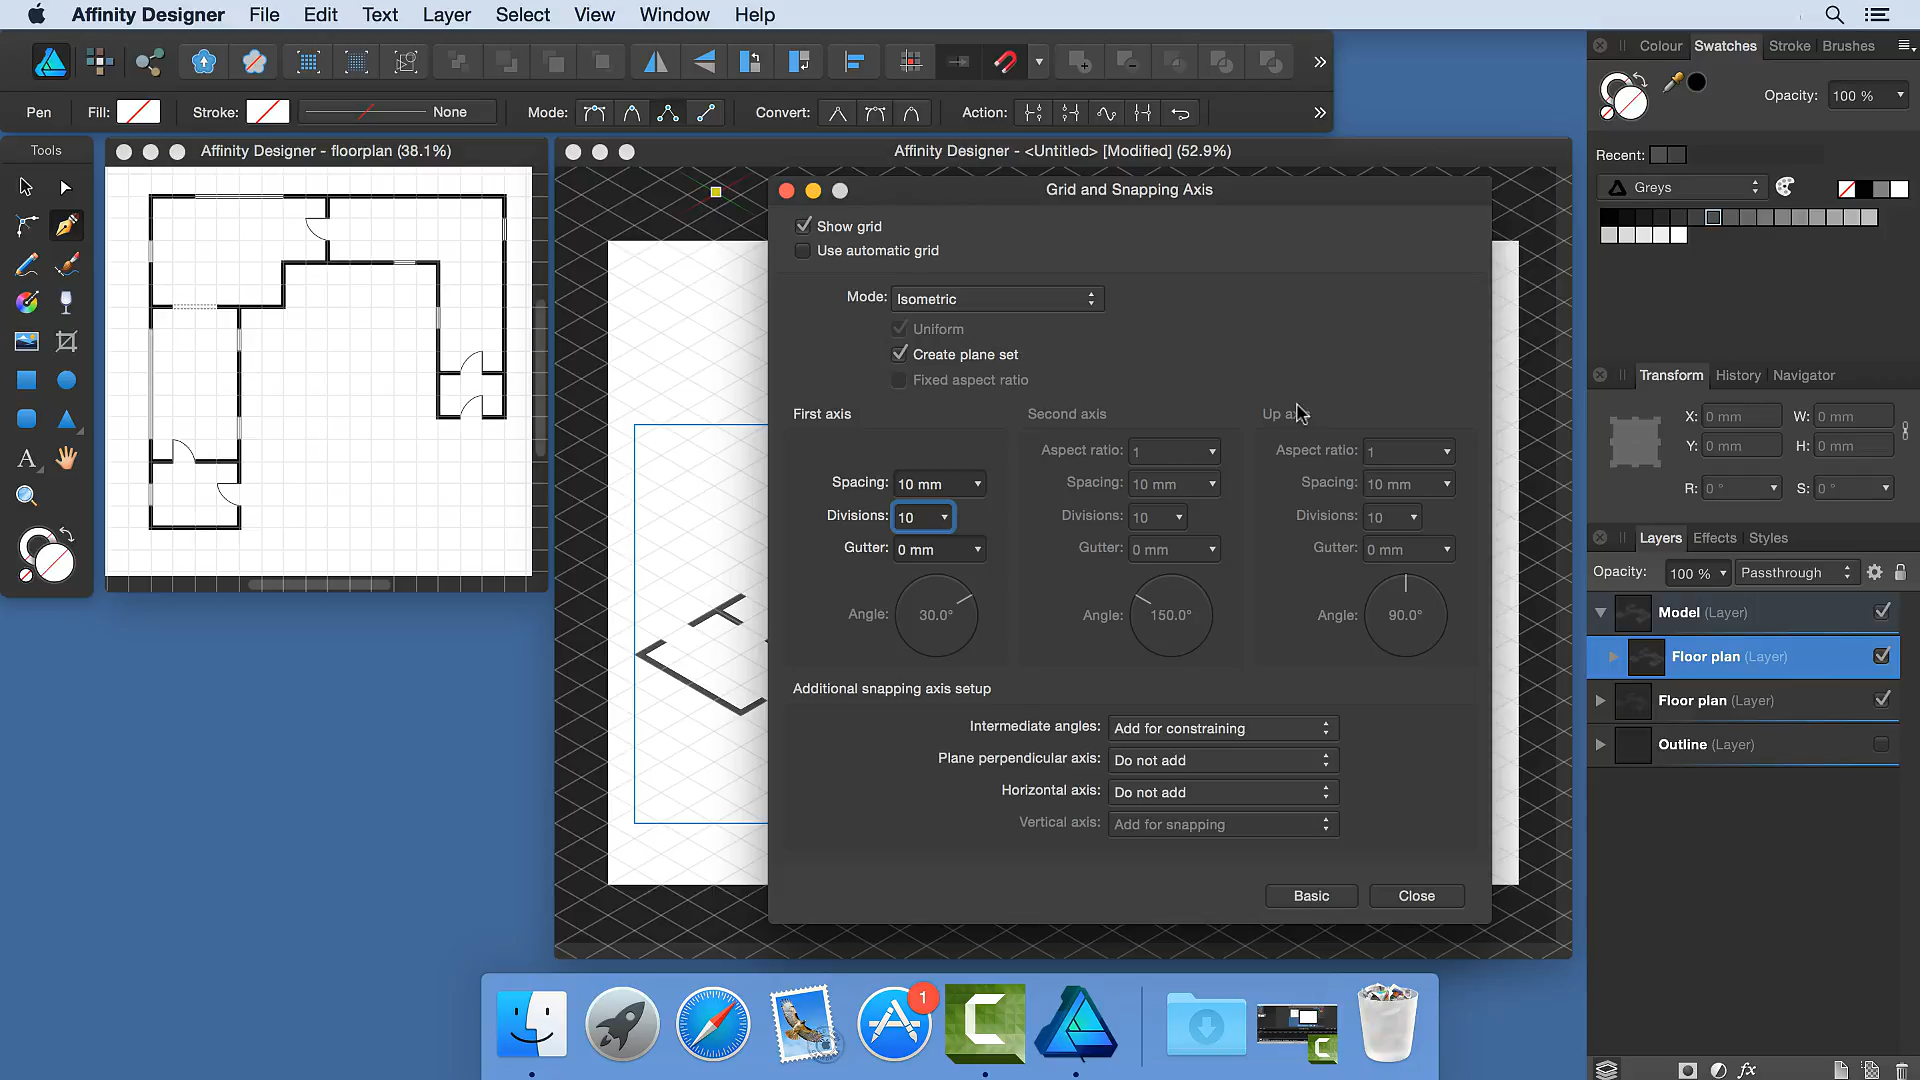 Affinity Designer File Edit Text Layer Select View Window Help
Pen Fill: Stroke: None Mode: Convert: Action:
Tools
Affinity Designer - floorplan (38.1%)
Affinity Designer - <Untitled> [Modified] (52.9%)
Grid and Snapping Axis
Show grid
Use automatic grid
Mode: Isometric
Uniform
Create plane set
Fixed aspect ratio
First axis Second axis
Aspect ratio: 1 Aspect ratio: 1
Spacing: 10 mm Spacing: 10 mm Spacing: 10 mm
Divisions: 10 Divisions: 10 Divisions: 10
Gutter: 0 mm Gutter: 0 mm Gutter: 0 mm
Angle: 30.0° Angle: 150.0° Angle: 90.0°
Additional snapping axis setup
Intermediate angles: Add for constraining
Plane perpendicular axis: Do not add
Horizontal axis: Do not add
Vertical axis: Add for snapping
Basic Close
Colour Swatches Stroke Brushes
Opacity: 100 %
Recent:
Greys
Transform History Navigator
X: 0 mm W: 0 mm
Y: 0 mm H: 0 mm
R: 0 ° S: 0 °
Layers Effects Styles
Opacity: 100 % Passthrough
Model (Layer)
Floor plan (Layer)
Floor plan (Layer)
Outline (Layer)
fx
A
1